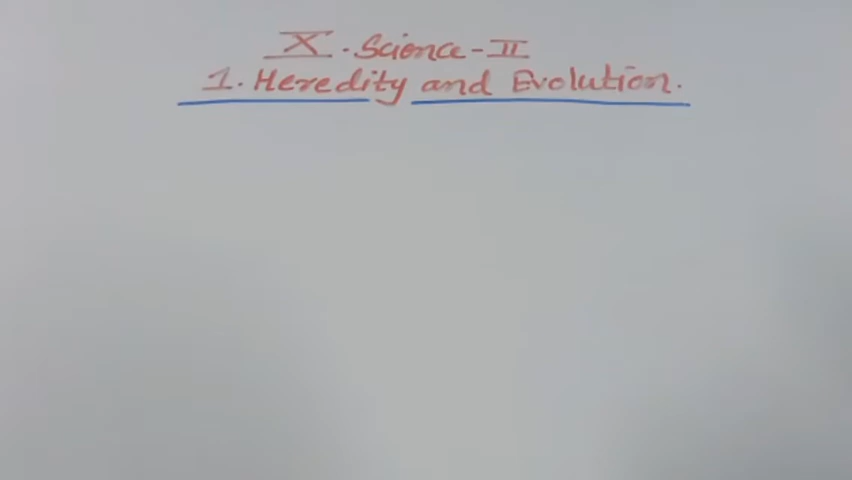 X. Science - II
1. Heredity and Evolution.